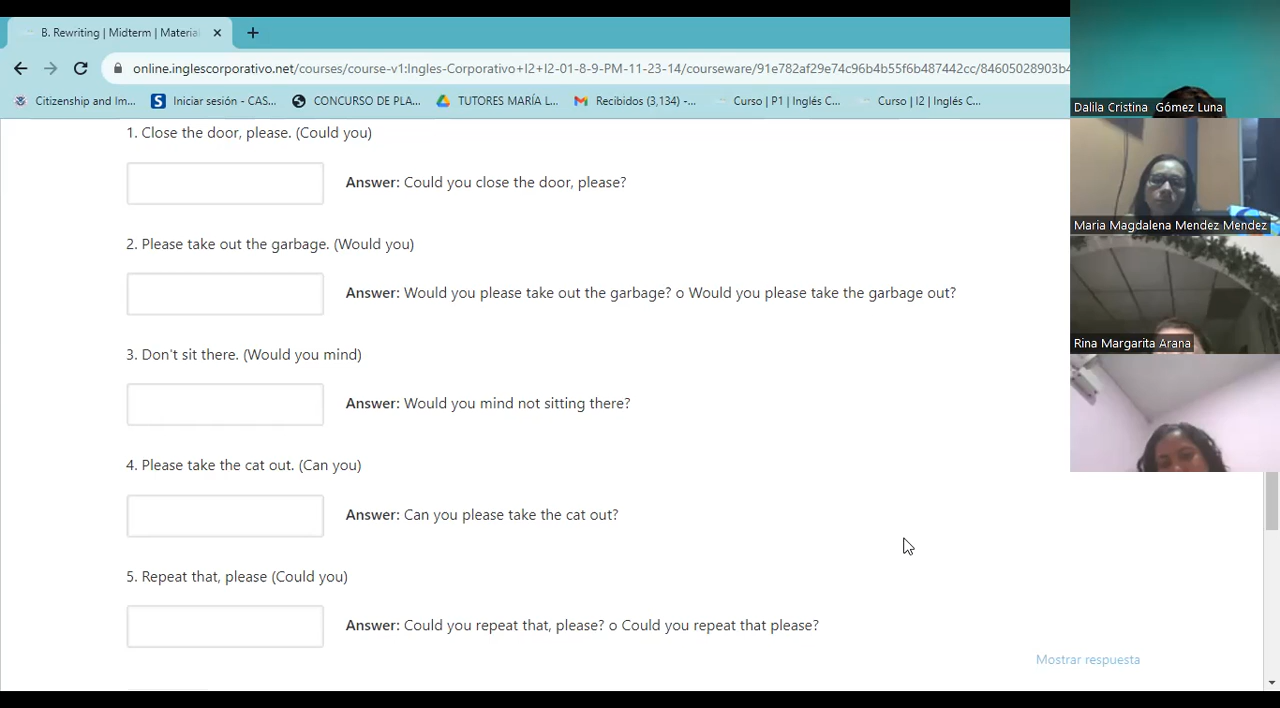 B. Rewriting | Midterm | Material
online.inglescorporativo.net/courses/course-v1:Ingles-Corporativo+I2+I2-01-8-9-PM-11-23-14/courseware/91e782af29e74c96b4b55f6b487442cc/84605028903b4
Citizenship and Im... Iniciar sesión - CAS... CONCURSO DE PLA... TUTORES MARÍA L... Recibidos (3,134) -... Curso | P1 | Inglés C... Curso | I2 | Inglés C...
1. Close the door, please. (Could you)
Answer: Could you close the door, please?
2. Please take out the garbage. (Would you)
Answer: Would you please take out the garbage? o Would you please take the garbage out?
3. Don't sit there. (Would you mind)
Answer: Would you mind not sitting there?
4. Please take the cat out. (Can you)
Answer: Can you please take the cat out?
5. Repeat that, please (Could you)
Answer: Could you repeat that, please? o Could you repeat that please?
Mostrar respuesta
Dalila Cristina Gómez Luna
Maria Magdalena Mendez Mendez
Rina Margarita Arana